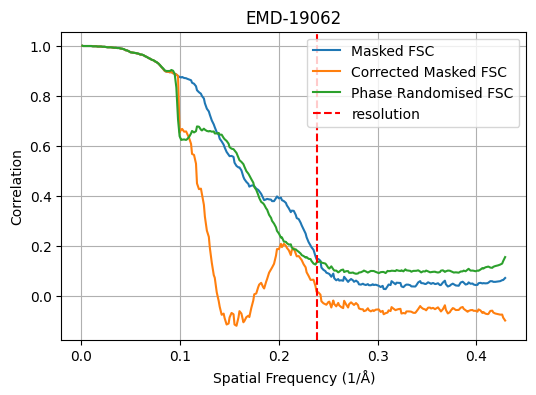 EMD-19062
Masked FSC
Corrected Masked FSC
Phase Randomised FSC
resolution
Correlation
1.0
0.8
0.6
0.4
0.2
0.0
0.0 0.1 0.2 0.3 0.4
Spatial Frequency (1/Å)